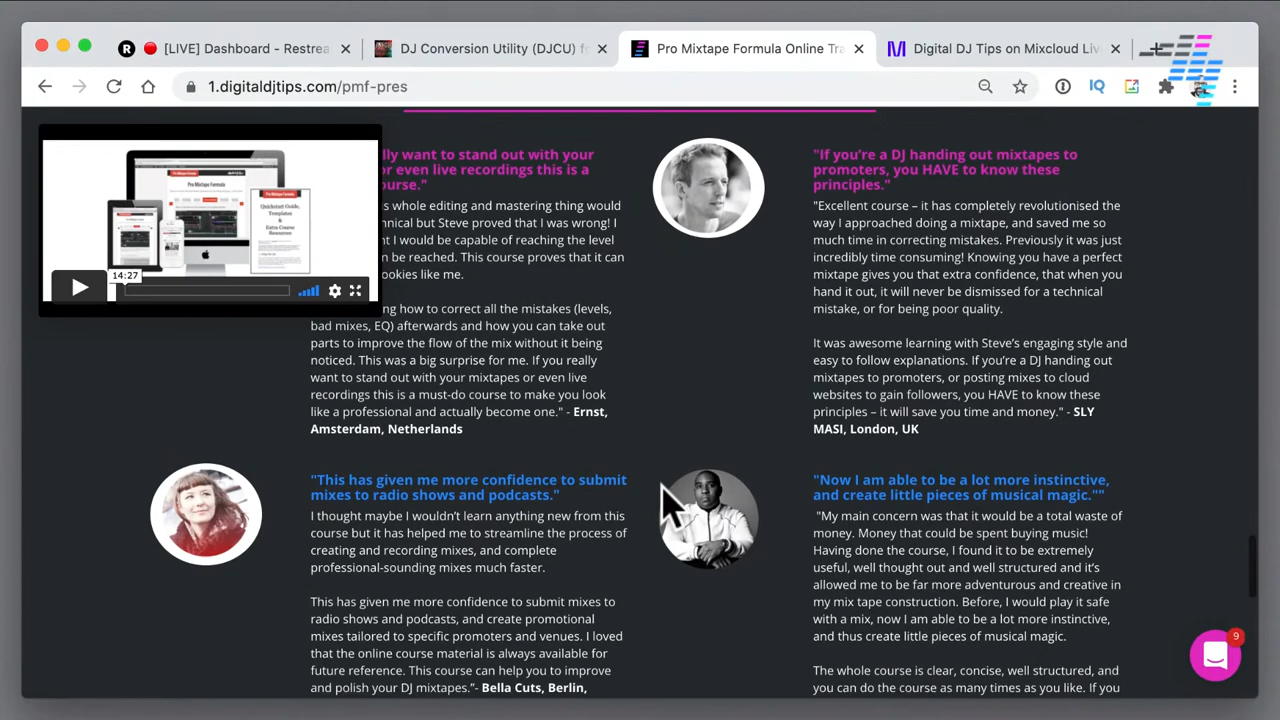 [LIVE] Dashboard - Restrea
DJ Conversion Utility (DJCU) f
Pro Mixtape Formula Online Tra
Digital DJ Tips on Mixcloud Liv
1.digitaldjtips.com/pmf-pres
Pro Mixtape Formula
Quickstart Guide,
Templates
&
Extra Course
Resources
14:27
lly want to stand out with your
or even live recordings this is a
ourse."
s whole editing and mastering thing would
hnical but Steve proved that I was wrong! I
t I would be capable of reaching the level
n be reached. This course proves that it can
ookies like me.
ing how to correct all the mistakes (levels,
bad mixes, EQ) afterwards and how you can take out
parts to improve the flow of the mix without it being
noticed. This was a big surprise for me. If you really
want to stand out with your mixtapes or even live
recordings this is a must-do course to make you look
like a professional and actually become one." - Ernst,
Amsterdam, Netherlands
"If you're a DJ handing out mixtapes to
promoters, you HAVE to know these
principles."
"Excellent course – it has completely revolutionised the
way I approached doing a mixtape, and saved me so
much time in correcting mistakes. Previously it was just
incredibly time consuming! Knowing you have a perfect
mixtape gives you that extra confidence, that when you
hand it out, it will never be dismissed for a technical
mistake, or for being poor quality.
It was awesome learning with Steve's engaging style and
easy to follow explanations. If you're a DJ handing out
mixtapes to promoters, or posting mixes to cloud
websites to gain followers, you HAVE to know these
principles – it will save you time and money." - SLY
MASI, London, UK
"This has given me more confidence to submit
mixes to radio shows and podcasts."
I thought maybe I wouldn't learn anything new from this
course but it has helped me to streamline the process of
creating and recording mixes, and complete
professional-sounding mixes much faster.
This has given me more confidence to submit mixes to
radio shows and podcasts, and create promotional
mixes tailored to specific promoters and venues. I loved
that the online course material is always available for
future reference. This course can help you to improve
and polish your DJ mixtapes."- Bella Cuts, Berlin,
"Now I am able to be a lot more instinctive,
and create little pieces of musical magic.""
"My main concern was that it would be a total waste of
money. Money that could be spent buying music!
Having done the course, I found it to be extremely
useful, well thought out and well structured and it's
allowed me to be far more adventurous and creative in
my mix tape construction. Before, I would play it safe
with a mix, now I am able to be a lot more instinctive,
and thus create little pieces of musical magic.
The whole course is clear, concise, well structured, and
you can do the course as many times as you like. If you
9